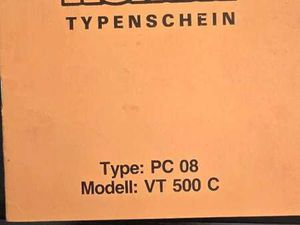 TYPENSCHEIN
Type: PC 08
Modell: VT 500 C